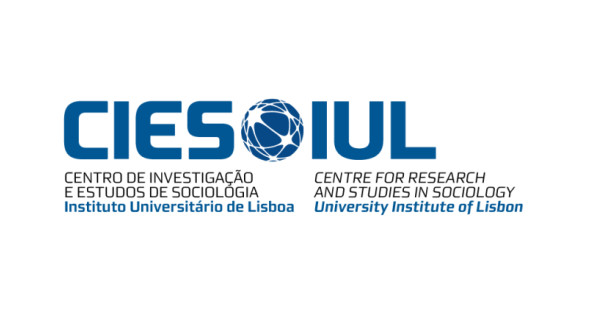 CIES IUL
CENTRO DE INVESTIGAÇÃO
E ESTUDOS DE SOCIOLOGIA
Instituto Universitário de Lisboa
CENTRE FOR RESEARCH
AND STUDIES IN SOCIOLOGY
University Institute of Lisbon